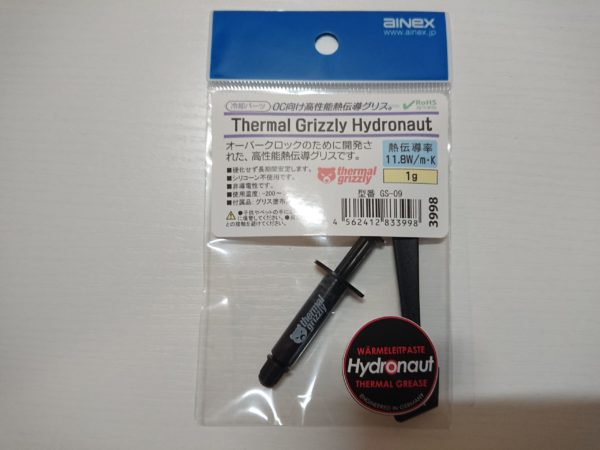 ainex
www.ainex.jp
冷却パーツ OC向け高性能熱伝導グリス。
RoHS
Thermal Grizzly Hydronaut
オーバークロックのために開発さ
れた、高性能熱伝導グリスです。
熱伝導率
11.8W/m·K
1g
■硬化せず長期間安定します。
■シリコーン不使用です。
■非導電性です。
■使用温度: -200~
■付属品: グリス塗布
thermal
grizzly
型番 GS-09
4 562412 833998
3998
thermal
grizzly
WÄRMELEITPASTE
Hydronaut
THERMAL GREASE
ENGINEERED IN GERMANY